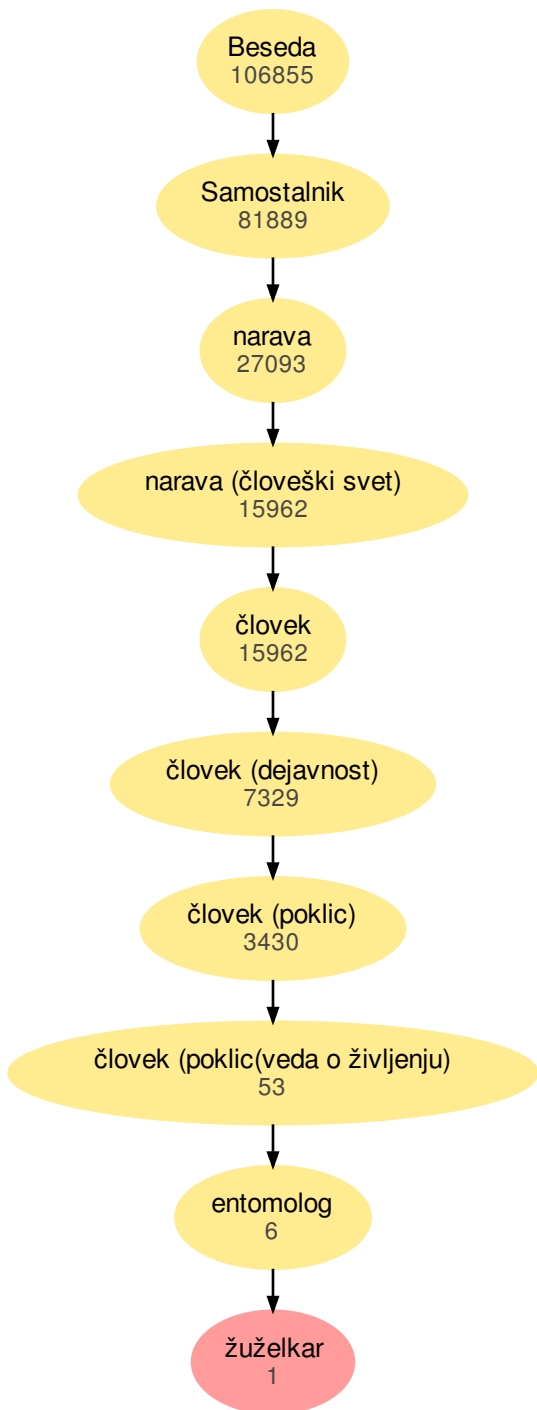 Beseda
106855
Samostalnik
81889
narava
27093
narava (človeški svet)
15962
človek
15962
človek (dejavnost)
7329
človek (poklic)
3430
človek (poklic(veda o življenju)
53
entomolog
6
žuželkar
1